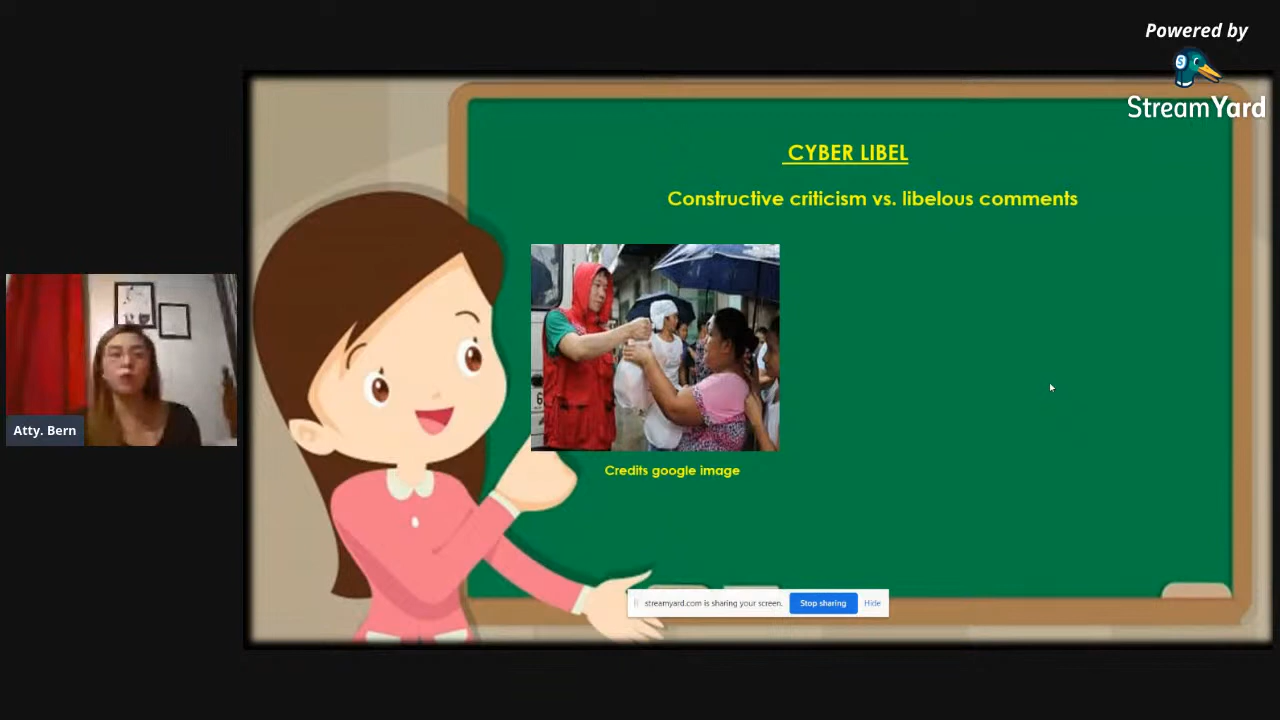 Powered by
StreamYard
CYBER LIBEL
Constructive criticism vs. libelous comments
Credits google image
Atty. Bern
streamyard.com is sharing your screen. Stop sharing Hide